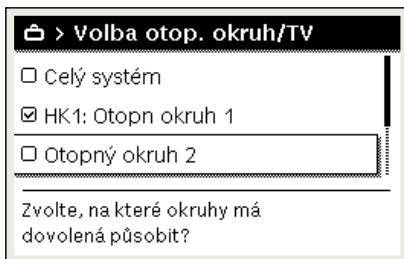 > Volba otop. okruh/TV
Celý systém
HK1: Otopn okruh 1
Otopný okruh 2
Zvolte, na které okruhy má
dovolená působit?